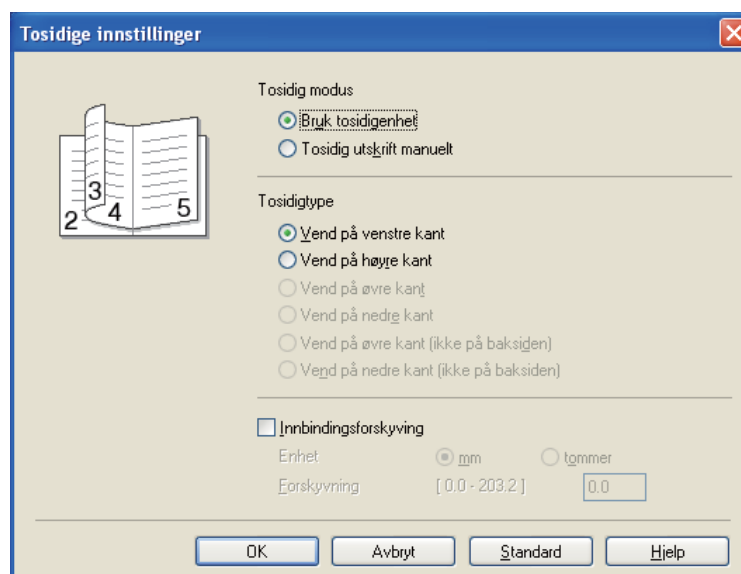 Tosidige innstillinger
Tosidig modus
Bruk tosidigenhet
Tosidig utskrift manuelt
2 3 4 5
Tosidigtype
Vend på venstre kant
Vend på høyre kant
Vend på øvre kant
Vend på nedre kant
Vend på øvre kant (ikke på baksiden)
Vend på nedre kant (ikke på baksiden)
Innbindingsforskyving
Enhet mm tommer
Forskyvning [ 0.0 - 203.2 ] 0.0
OK Avbryt Standard Hjelp